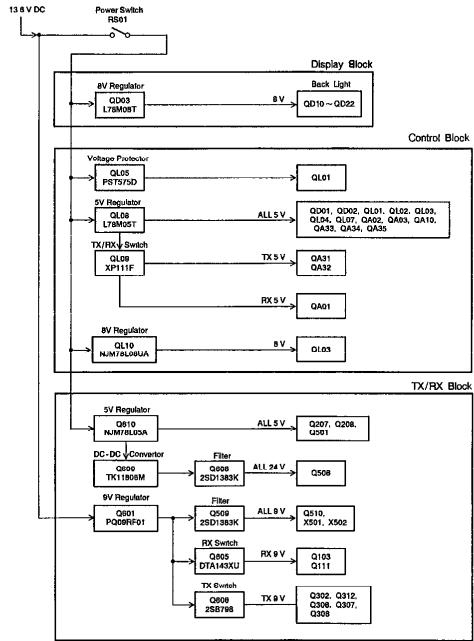 13 6 V DC
Power Switch
RS01
Display Block
8V Regulator
QD03
L78M08T
8 V
Back Light
QD10 ~ QD22
Control Block
Voltage Protector
QL05
PST575D
QL01
5V Regulator
QL08
L78M05T
ALL 5 V
QD01, QD02, QL01, QL02, QL03,
QL04, QL07, QA02, QA03, QA10,
QA33, QA34, QA35
TX/RX Switch
QL09
XP111F
TX 5 V
QA31
QA32
RX 5 V
QA01
8V Regulator
QL10
NJM78L08UA
8 V
QL03
TX/RX Block
5V Regulator
Q610
NJM78L05A
ALL 5 V
Q207, Q208,
Q501
DC-DC Convertor
Q600
TK11806M
Filter
Q608
2SD1383K
ALL 24 V
Q508
9V Regulator
Q601
PQ09RF01
Filter
Q509
2SD1383K
ALL 9 V
Q510,
X501, X502
RX Switch
Q605
DTA143XU
RX 9 V
Q103
Q111
TX Switch
Q606
2SB798
TX 9 V
Q302, Q312,
Q306, Q307,
Q308